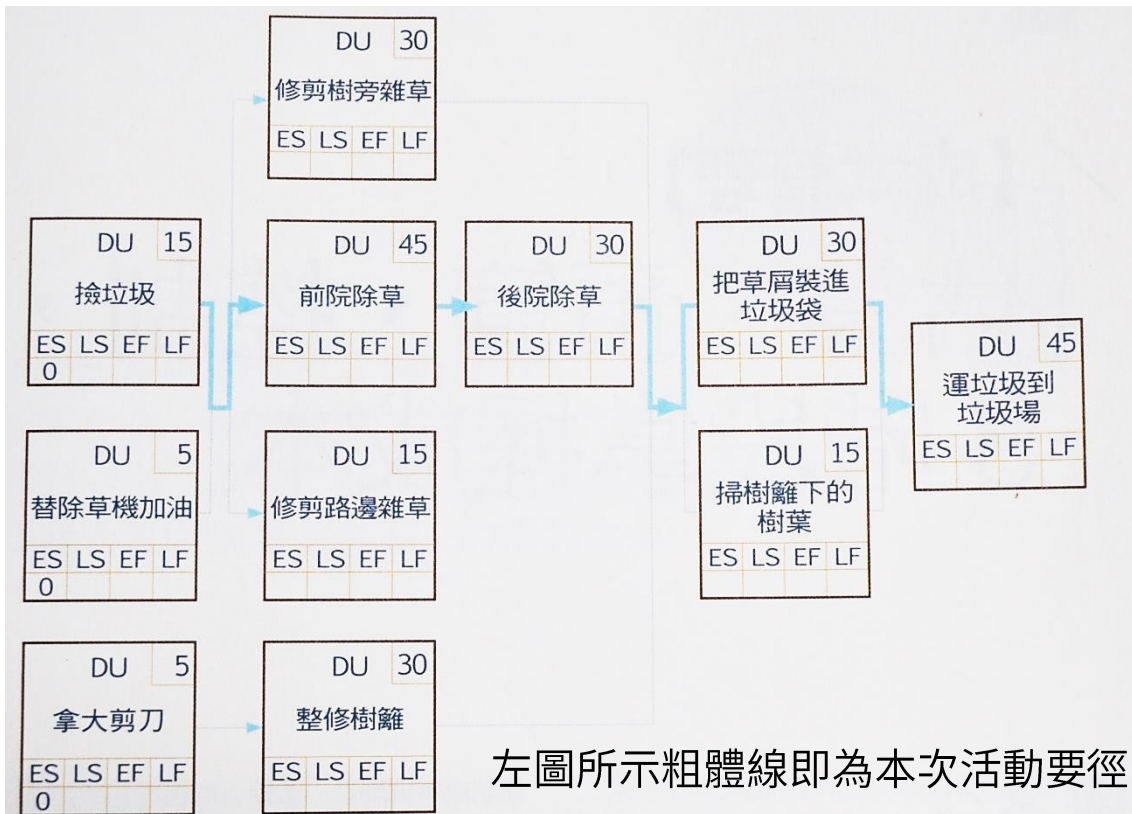 DU 30
修剪樹旁雜草
ES LS EF LF
DU 15
撿垃圾
ES LS EF LF
0
DU 45
前院除草
ES LS EF LF
DU 30
後院除草
ES LS EF LF
DU 30
把草屑裝進
垃圾袋
ES LS EF LF
DU 45
運垃圾到
垃圾場
ES LS EF LF
DU 5
替除草機加油
ES LS EF LF
0
DU 15
修剪路邊雜草
ES LS EF LF
DU 15
掃樹籬下的
樹葉
ES LS EF LF
DU 5
拿大剪刀
ES LS EF LF
0
DU 30
整修樹籬
ES LS EF LF
左圖所示粗體線即為本次活動要徑